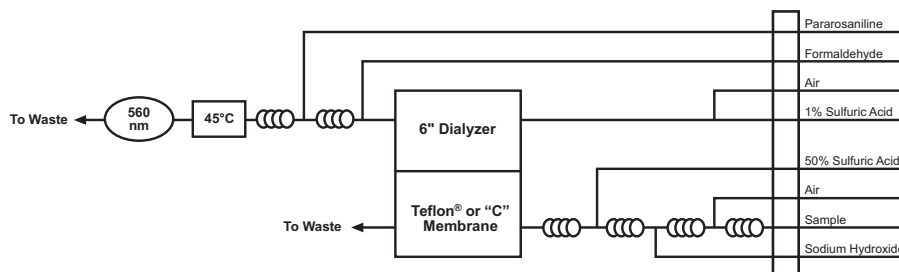 Pararosaniline
Formaldehyde
Air
1% Sulfuric Acid
560
nm
45°C
To Waste
6" Dialyzer
50% Sulfuric Acid
Air
Teflon® or “C”
Membrane
To Waste
Sample
Sodium Hydroxide